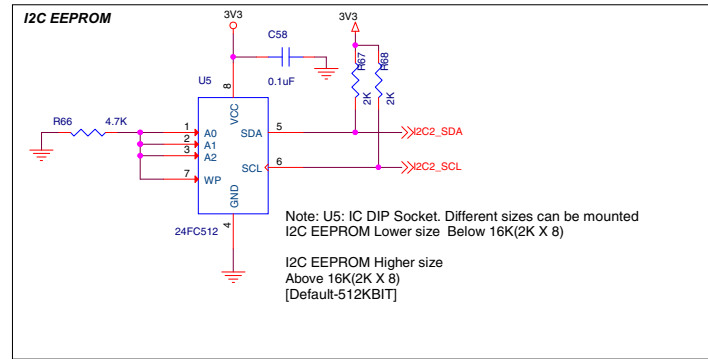 I2C EEPROM
3V3
3V3
C58
0.1uF
R67
2K
R68
2K
U5
R66
4.7K
8
VCC
1
A0
2
A1
3
A2
7
WP
SDA
5
I2C2_SDA
SCL
6
I2C2_SCL
GND
4
24FC512
Note: U5: IC DIP Socket. Different sizes can be mounted
I2C EEPROM Lower size Below 16K(2K X 8)
I2C EEPROM Higher size
Above 16K(2K X 8)
[Default-512KBIT]